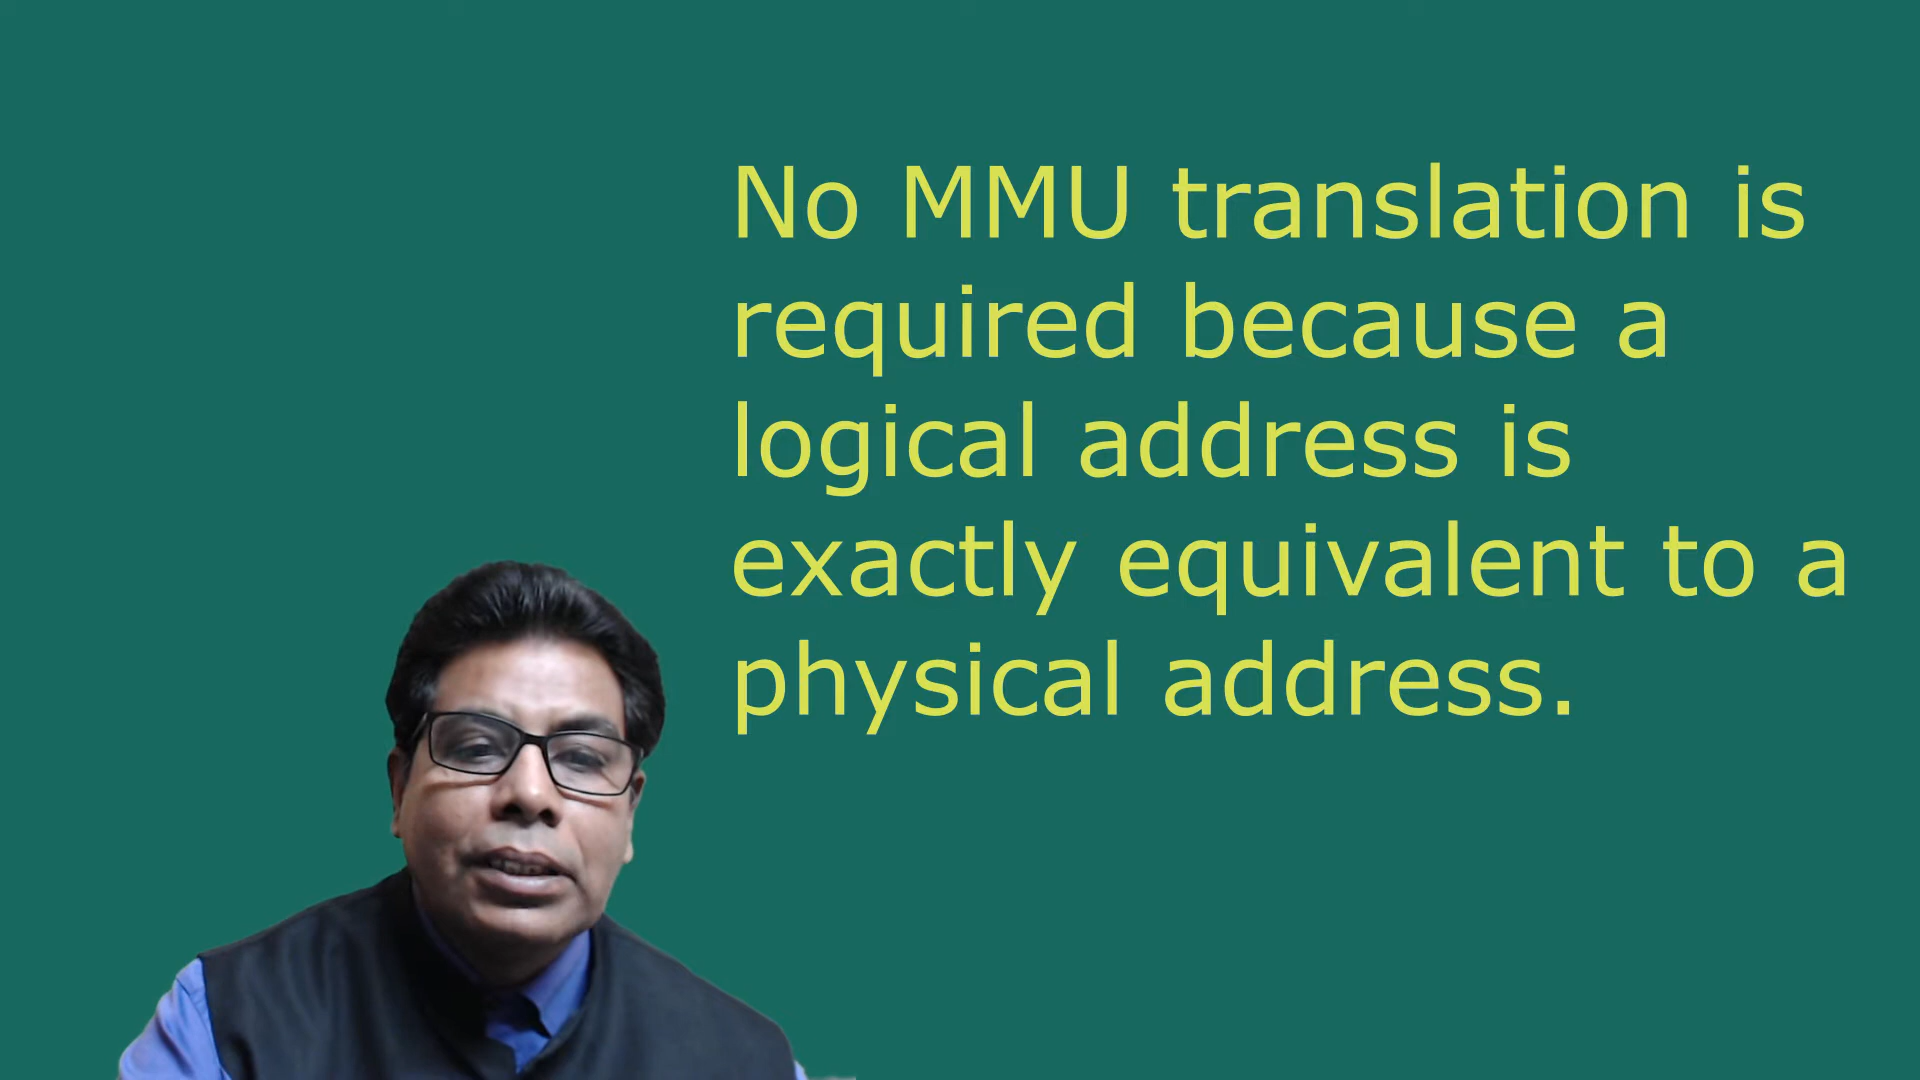 No MMU translation is
required because a
logical address is
exactly equivalent to a
physical address.